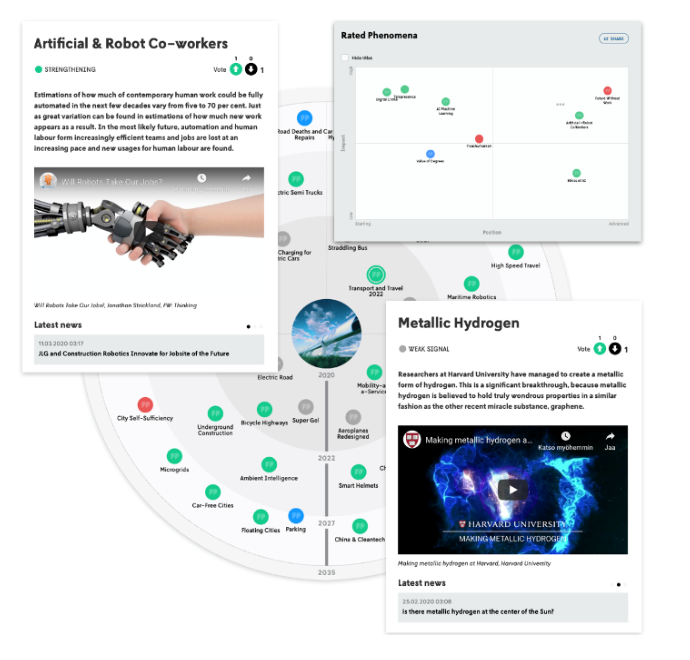 Artificial & Robot Co-workers
STRENGTHENING
Vote
1
0
1
Estimations of how much of contemporary human work could be fully
automated in the next few decades vary from five to 70 per cent. Just
as great variation can be found in estimations of how much new work
appears as a result. In the most likely future, automation and human
labour form increasingly efficient teams and jobs are lost at an
increasing pace and new usages for human labour are found.
Will Robots Take Our Jobs?
Will Robots Take Our Jobs?, Jonathan Strickland, FW: Thinking
Latest news
11.03.2020 03:17
JLG and Construction Robotics Innovate for Jobsite of the Future
Rated Phenomena
SHARE
Hide titles
High
Impact
Low
Telepresence
AI Machine
Learning
Future Without
Work
Artificial + Robot
Co-Workers
Value of Degrees
Starting
Position
Advanced
Road Deaths and Car
Repairs
tric Semi Trucks
Charging for
tric Cars
Straddling Bus
Transport and Travel
2022
High Speed Travel
Maritime Robotics
Electric Road
2020
Mobility-a
a-Service
City Self-Sufficiency
Underground
Construction
Bicycle Highways
Super Gel
Aeroplanes
Redesigned
Microgrids
Ambient Intelligence
2022
Smart Helmets
Car-Free Cities
Floating Cities
Parking
2027
China & Cleantech
2035
Metallic Hydrogen
WEAK SIGNAL
Vote
1
0
1
Researchers at Harvard University have managed to create a metallic
form of hydrogen. This is a significant breakthrough, because metallic
hydrogen is believed to hold truly wondrous properties in a similar
fashion as the other recent miracle substance, graphene.
Making metallic hydrogen a...
Katso myöhemmin
Jaa
HARVARD UNIVERSITY
MAKING METALLIC HYDROGEN
Making metallic hydrogen at Harvard, Harvard University
Latest news
25.02.2020 03:08
Is there metallic hydrogen at the center of the Sun?